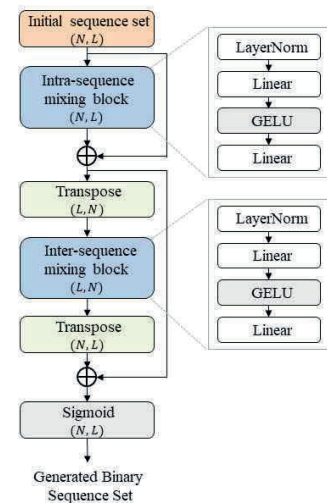 Initial sequence set
(N, L)
Intra-sequence
mixing block
(N, L)
Transpose
(L, N)
Inter-sequence
mixing block
(L, N)
Transpose
(N, L)
Sigmoid
(N, L)
Generated Binary
Sequence Set
LayerNorm
Linear
GELU
Linear
LayerNorm
Linear
GELU
Linear